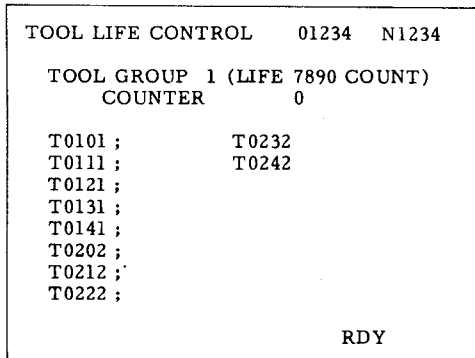 TOOL LIFE CONTROL 01234 N1234
TOOL GROUP 1 (LIFE 7890 COUNT)
COUNTER 0
T0101 ; T0232
T0111 ; T0242
T0121 ;
T0131 ;
T0141 ;
T0202 ;
T0212 ;
T0222 ;
RDY